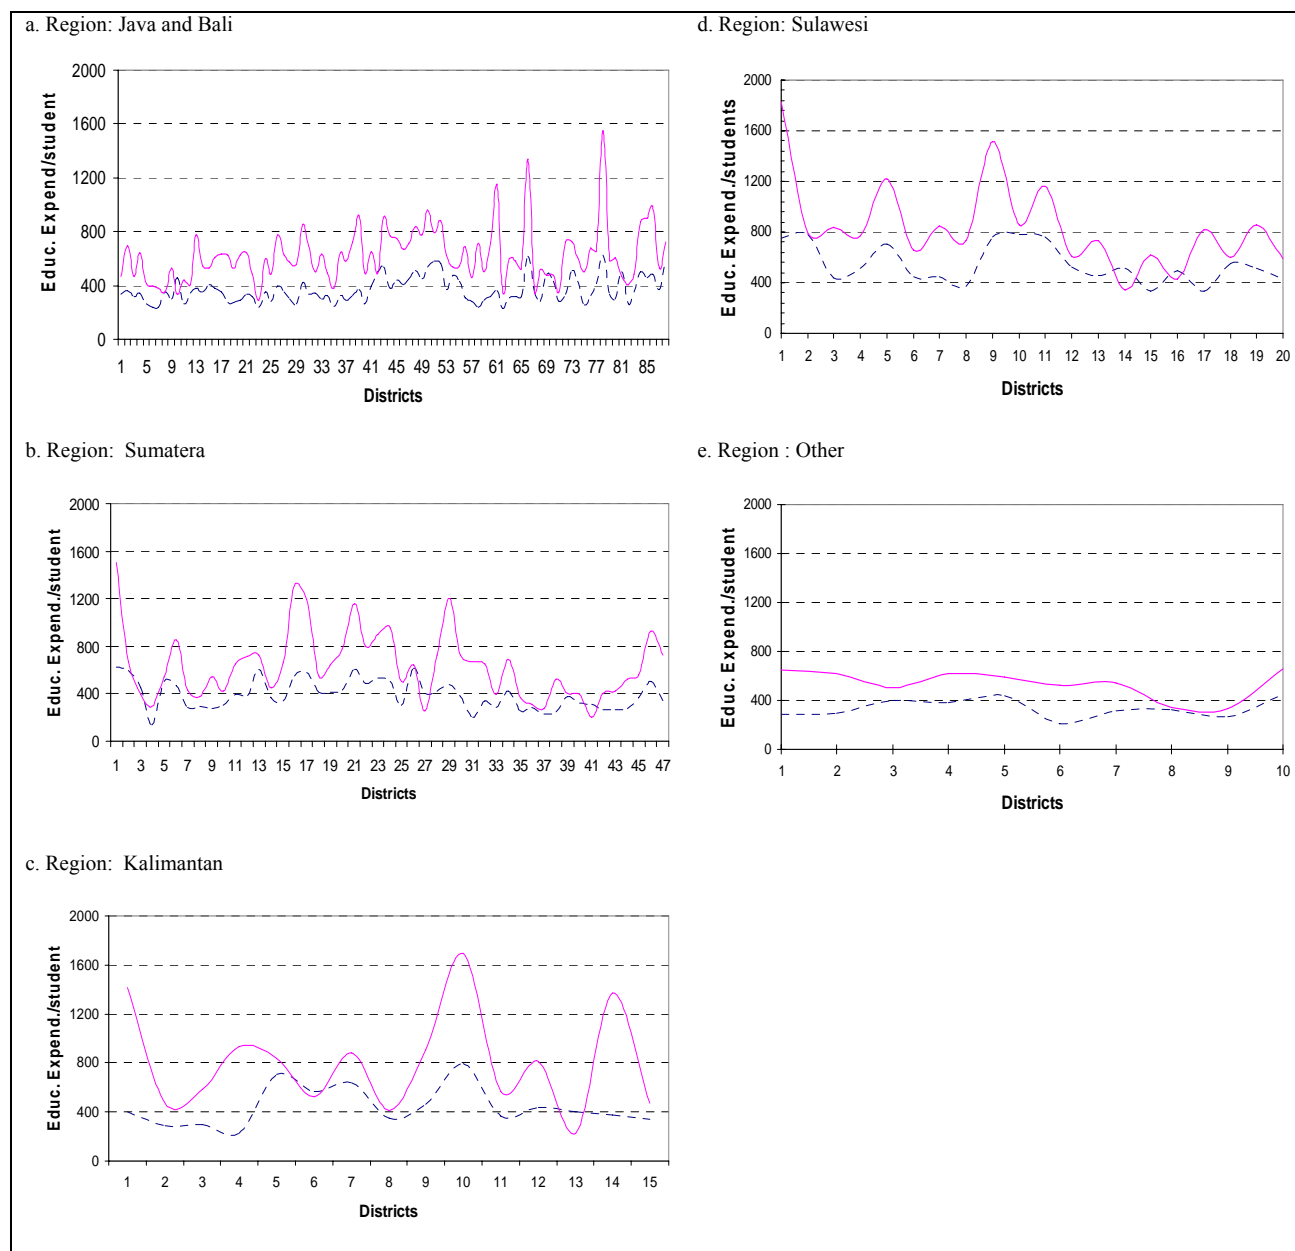 a. Region: Java and Bali
Educ. Expend/student
2000
1600
1200
800
400
0
1 5 9 13 17 21 25 29 33 37 41 45 49 53 57 61 65 69 73 77 81 85
Districts
b. Region: Sumatera
Educ. Expend./student
2000
1600
1200
800
400
0
1 3 5 7 9 11 13 15 17 19 21 23 25 27 29 31 33 35 37 39 41 43 45 47
Districts
c. Region: Kalimantan
Educ. Expend./student
2000
1600
1200
800
400
0
1 2 3 4 5 6 7 8 9 10 11 12 13 14 15
Districts
d. Region: Sulawesi
Educ. Expend./students
2000
1600
1200
800
400
0
1 2 3 4 5 6 7 8 9 10 11 12 13 14 15 16 17 18 19 20
Districts
e. Region : Other
Educ. Expend./student
2000
1600
1200
800
400
0
1 2 3 4 5 6 7 8 9 10
Districts